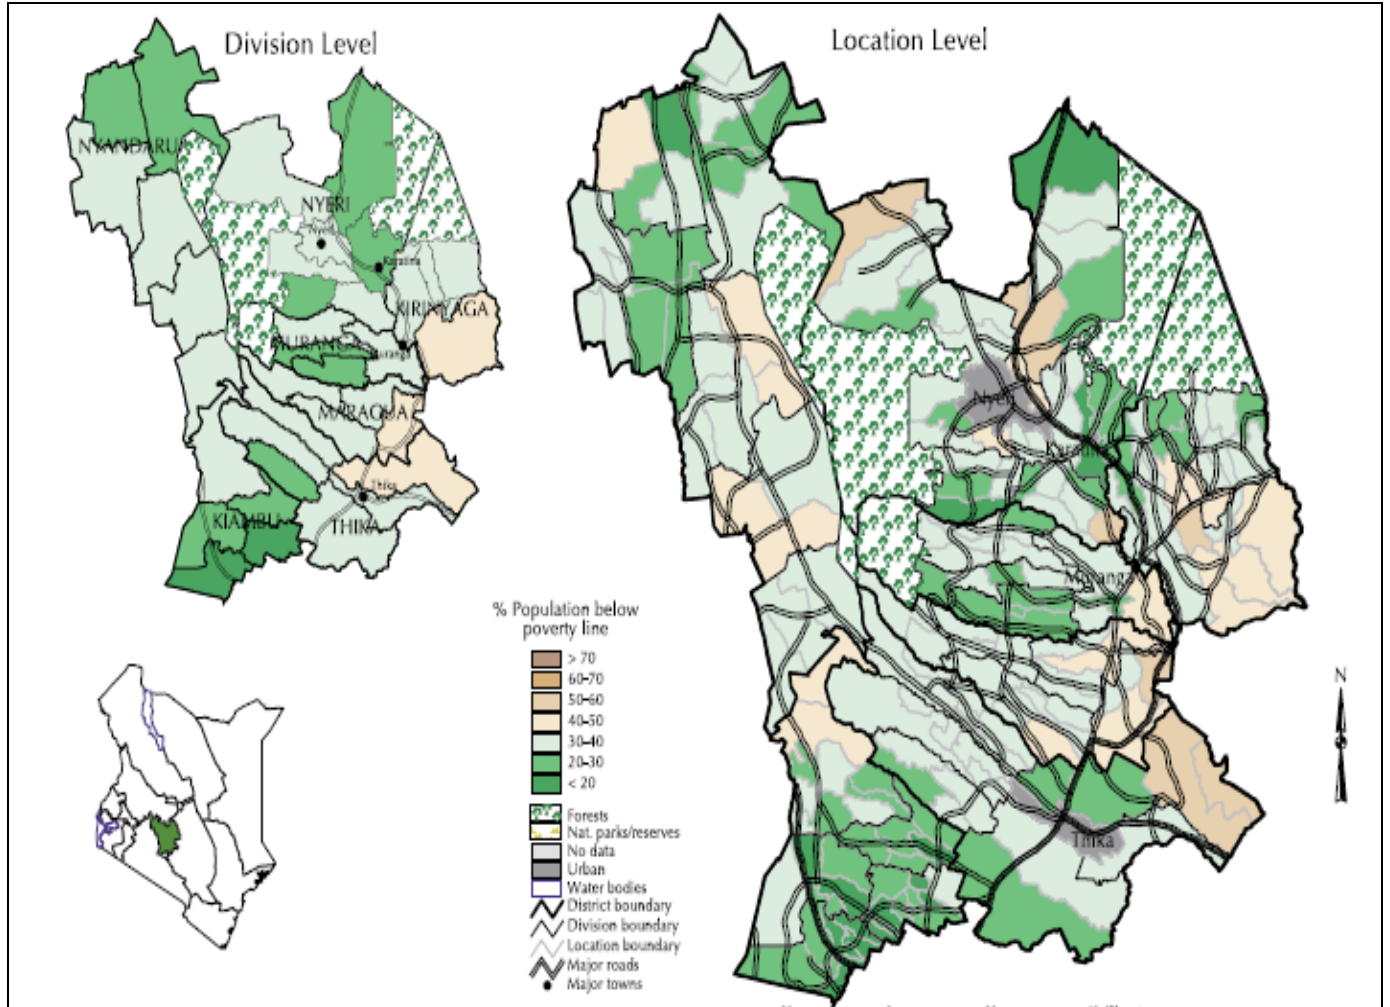 Division Level
Location Level
NYANDARU
NYERI
Nyeri
Karatina
KIRINYAGA
MURANGA
Muranga
MARAGUA
Thika
KIAMBU
THIKA
Nyeri
Karatina
Muranga
Thika
% Population below
poverty line
> 70
60-70
50-60
40-50
30-40
20-30
< 20
Forests
Nat. parks/reserves
No data
Urban
Water bodies
District boundary
Division boundary
Location boundary
Major roads
Major towns
N